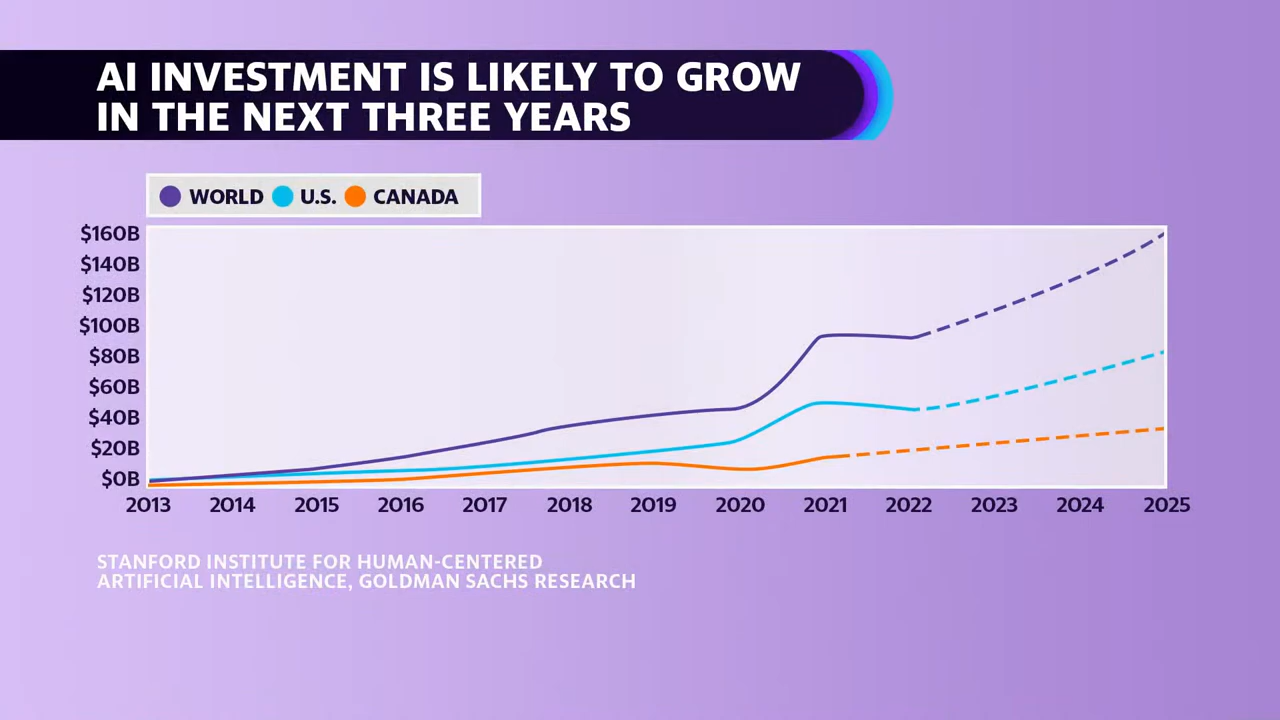 AI INVESTMENT IS LIKELY TO GROW
IN THE NEXT THREE YEARS
WORLD U.S. CANADA
$160B
$140B
$120B
$100B
$80B
$60B
$40B
$20B
$0B
2013 2014 2015 2016 2017 2018 2019 2020 2021 2022 2023 2024 2025
STANFORD INSTITUTE FOR HUMAN-CENTERED
ARTIFICIAL INTELLIGENCE, GOLDMAN SACHS RESEARCH